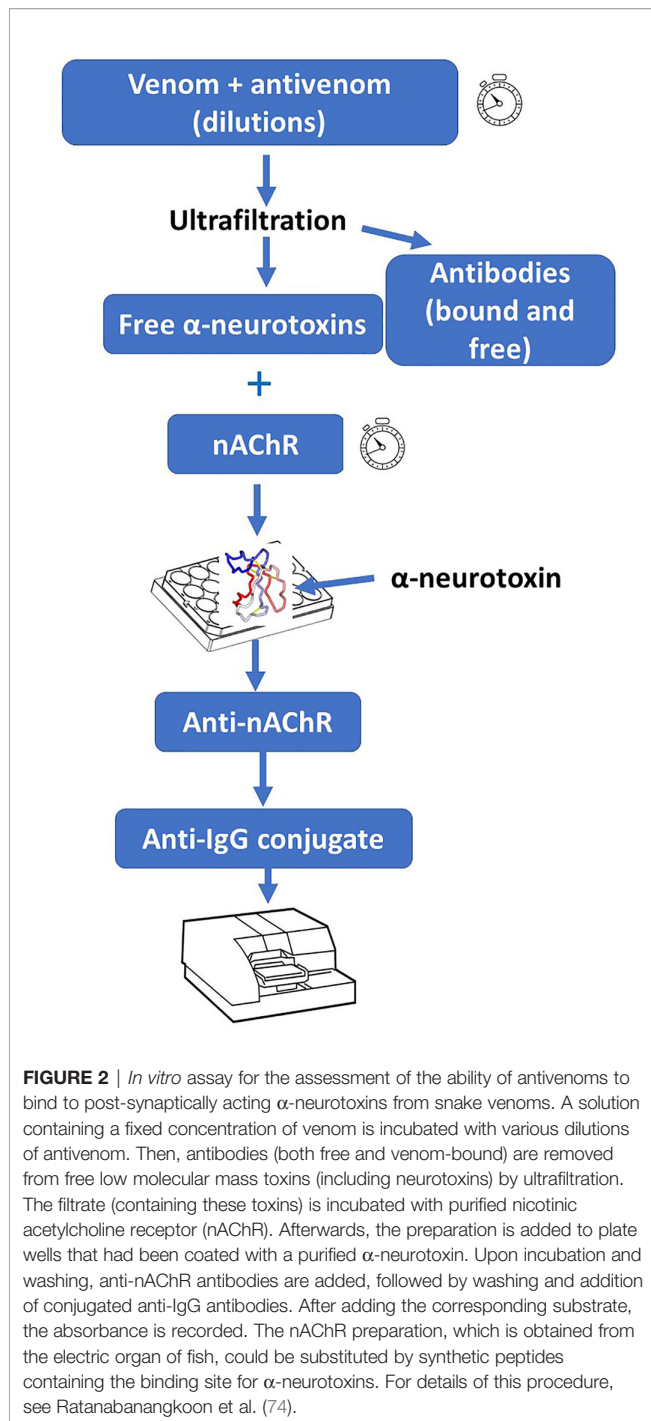 Venom + antivenom
(dilutions)
Ultrafiltration
Antibodies
(bound and
free)
Free α-neurotoxins
+
nAChR
α-neurotoxin
Anti-nAChR
Anti-IgG conjugate
FIGURE 2 | In vitro assay for the assessment of the ability of antivenoms to
bind to post-synaptically acting α-neurotoxins from snake venoms. A solution
containing a fixed concentration of venom is incubated with various dilutions
of antivenom. Then, antibodies (both free and venom-bound) are removed
from free low molecular mass toxins (including neurotoxins) by ultrafiltration.
The filtrate (containing these toxins) is incubated with purified nicotinic
acetylcholine receptor (nAChR). Afterwards, the preparation is added to plate
wells that had been coated with a purified α-neurotoxin. Upon incubation and
washing, anti-nAChR antibodies are added, followed by washing and addition
of conjugated anti-IgG antibodies. After adding the corresponding substrate,
the absorbance is recorded. The nAChR preparation, which is obtained from
the electric organ of fish, could be substituted by synthetic peptides
containing the binding site for α-neurotoxins. For details of this procedure,
see Ratanabanangkoon et al. (74).